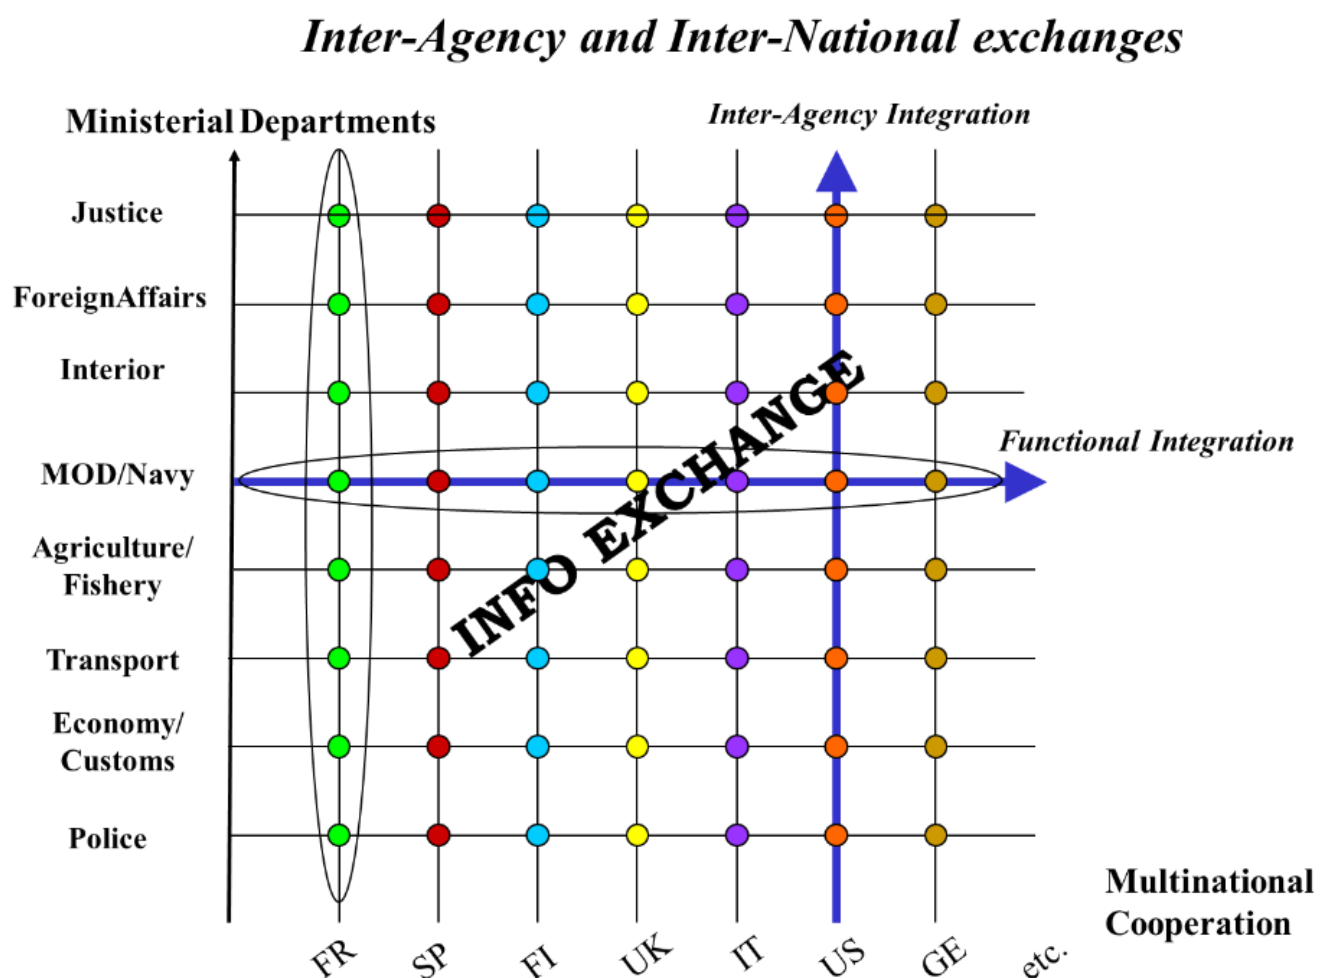 Inter-Agency and Inter-National exchanges
Ministerial Departments
Inter-Agency Integration
Justice
ForeignAffairs
Interior
Functional Integration
MOD/Navy
INFO EXCHANGE
Agriculture/
Fishery
Transport
Economy/
Customs
Police
Multinational
Cooperation
FR SP FI UK IT US GE etc.